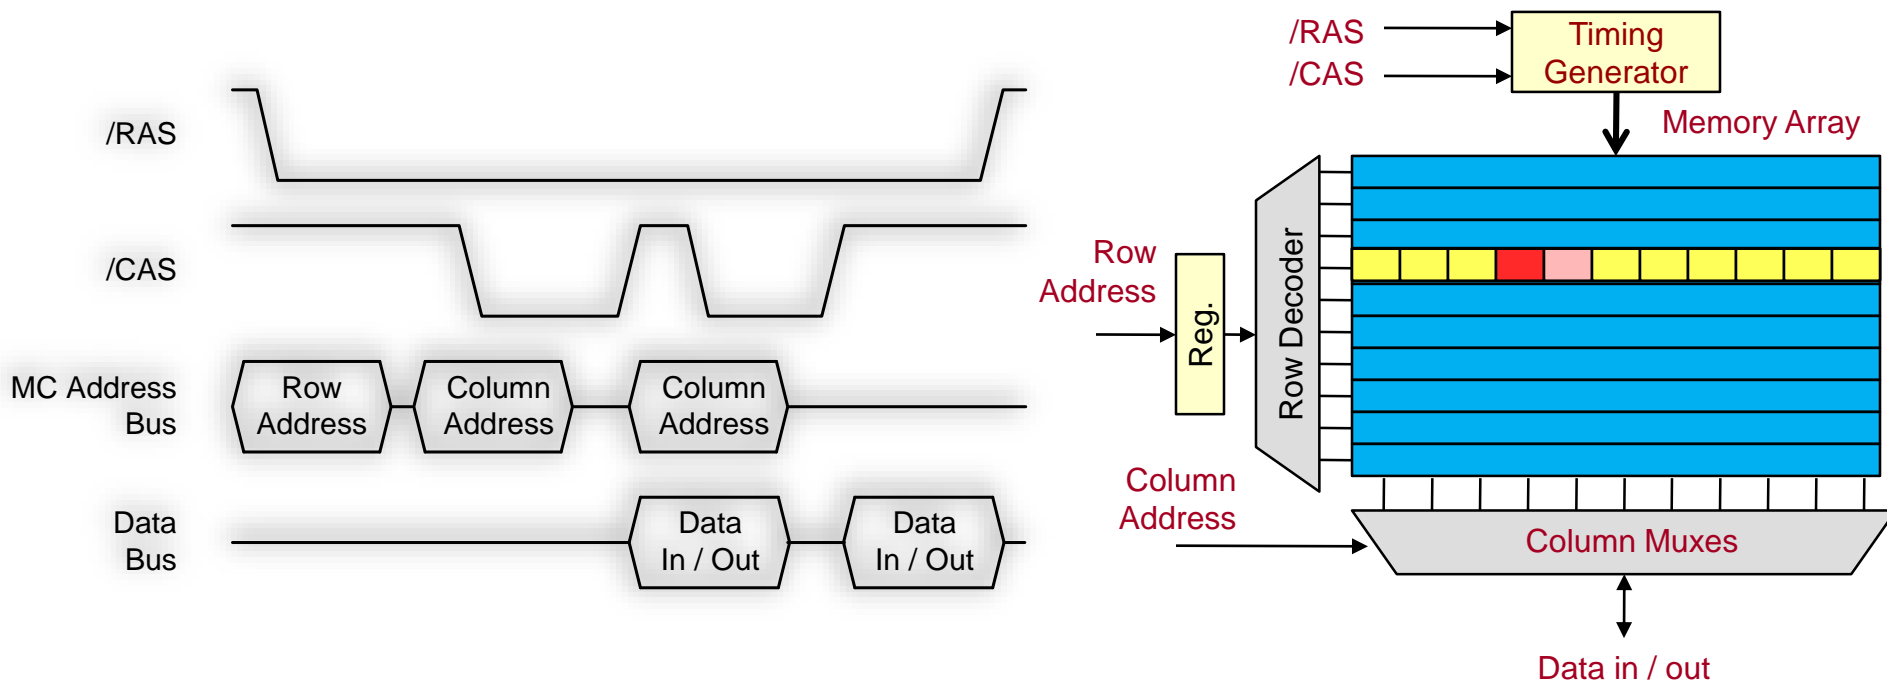 /RAS
/CAS
MC Address
Bus
Row
Address
Column
Address
Column
Address
Data
Bus
Data
In / Out
Data
In / Out
/RAS
/CAS
Timing
Generator
Memory Array
Row
Address
Reg.
Row Decoder
Column
Address
Column Muxes
Data in / out